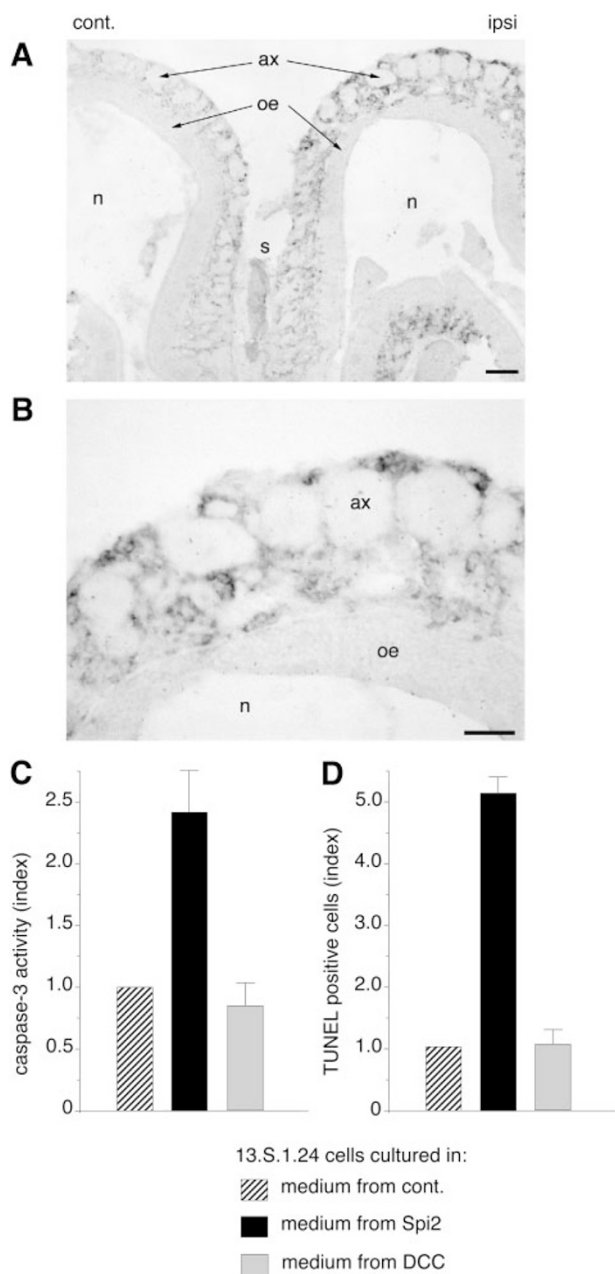 cont. ipsi
A
ax
oe
n n
s
B
ax
oe
n
C D
caspase-3 activity (index)
2.5
2.0
1.5
1.0
0.5
0
TUNEL positive cells (index)
5.0
4.0
3.0
2.0
1.0
0
13.S.1.24 cells cultured in:
medium from cont.
medium from Spi2
medium from DCC